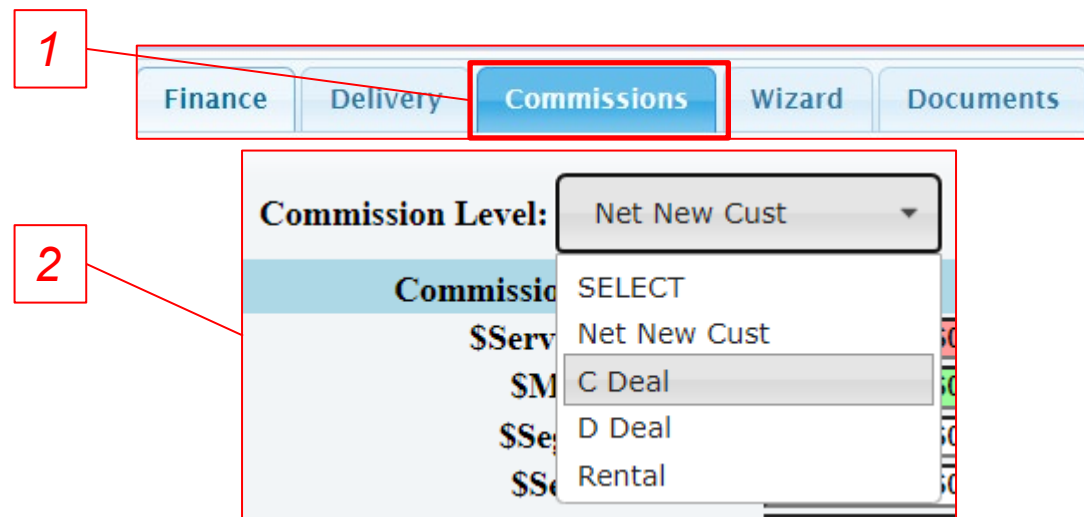 1
Finance Delivery Commissions Wizard Documents
Commission Level: Net New Cust
2
SELECT
Net New Cust
C Deal
D Deal
Rental